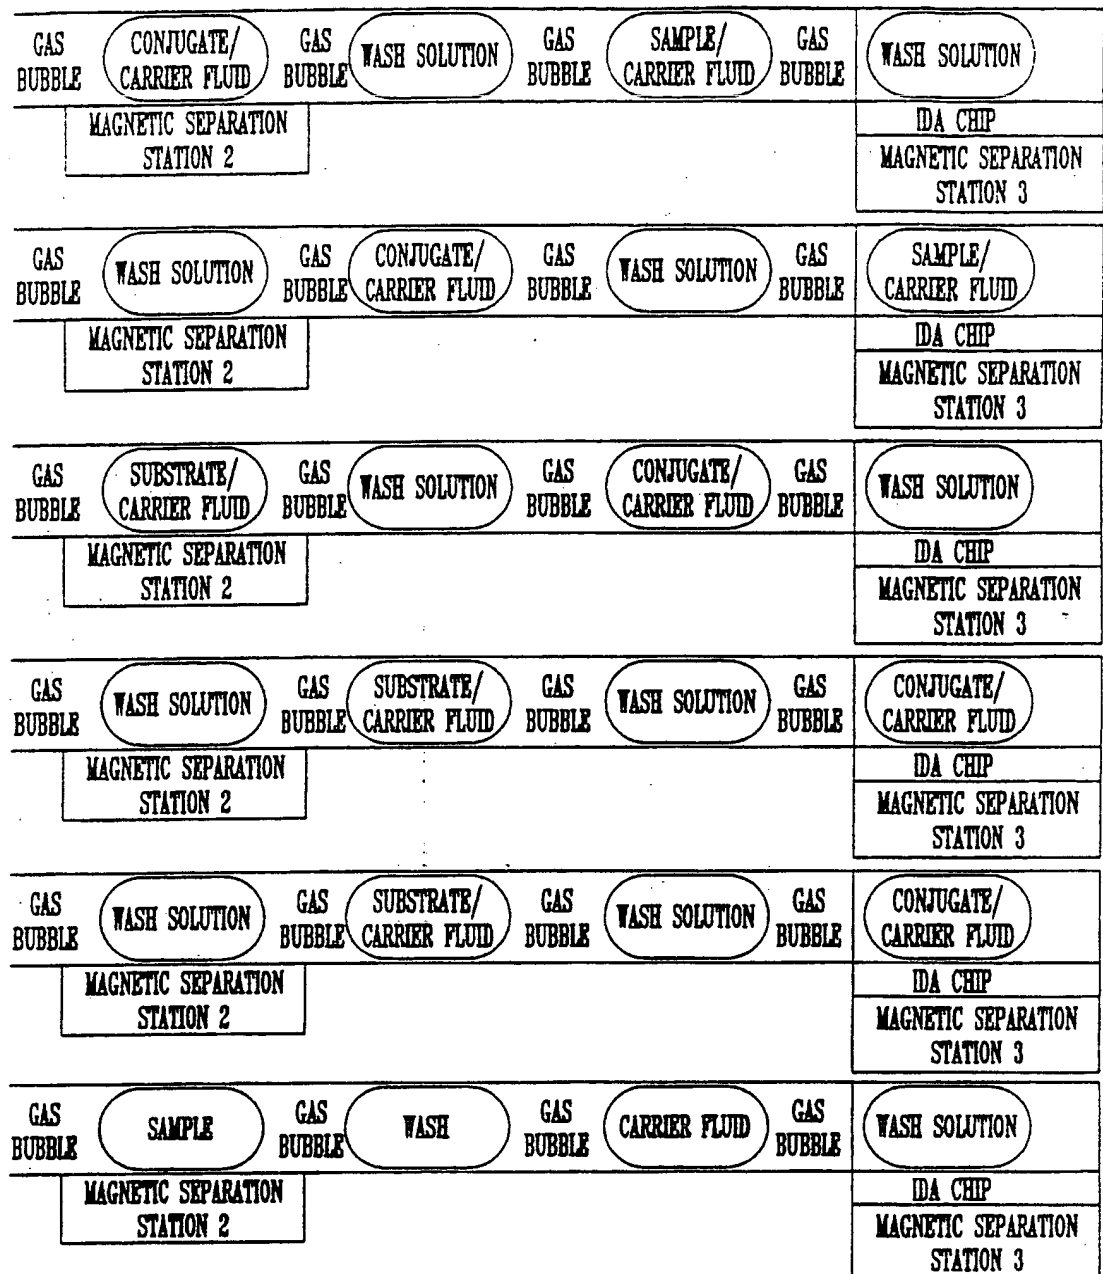 GAS CONJUGATE/ GAS WASH SOLUTION GAS SAMPLE/ GAS WASH SOLUTION
BUBBLE CARRIER FLUID BUBBLE BUBBLE CARRIER FLUID BUBBLE
MAGNETIC SEPARATION IDA CHIP
STATION 2 MAGNETIC SEPARATION
STATION 3
GAS WASH SOLUTION GAS CONJUGATE/ GAS WASH SOLUTION GAS SAMPLE/
BUBBLE BUBBLE CARRIER FLUID BUBBLE BUBBLE CARRIER FLUID
MAGNETIC SEPARATION IDA CHIP
STATION 2 MAGNETIC SEPARATION
STATION 3
GAS SUBSTRATE/ GAS WASH SOLUTION GAS CONJUGATE/ GAS WASH SOLUTION
BUBBLE CARRIER FLUID BUBBLE BUBBLE CARRIER FLUID BUBBLE
MAGNETIC SEPARATION IDA CHIP
STATION 2 MAGNETIC SEPARATION
STATION 3
GAS WASH SOLUTION GAS SUBSTRATE/ GAS WASH SOLUTION GAS CONJUGATE/
BUBBLE BUBBLE CARRIER FLUID BUBBLE BUBBLE CARRIER FLUID
MAGNETIC SEPARATION IDA CHIP
STATION 2 MAGNETIC SEPARATION
STATION 3
GAS WASH SOLUTION GAS SUBSTRATE/ GAS WASH SOLUTION GAS CONJUGATE/
BUBBLE BUBBLE CARRIER FLUID BUBBLE BUBBLE CARRIER FLUID
MAGNETIC SEPARATION IDA CHIP
STATION 2 MAGNETIC SEPARATION
STATION 3
GAS SAMPLE GAS WASH GAS CARRIER FLUID GAS WASH SOLUTION
BUBBLE BUBBLE BUBBLE BUBBLE
MAGNETIC SEPARATION IDA CHIP
STATION 2 MAGNETIC SEPARATION
STATION 3